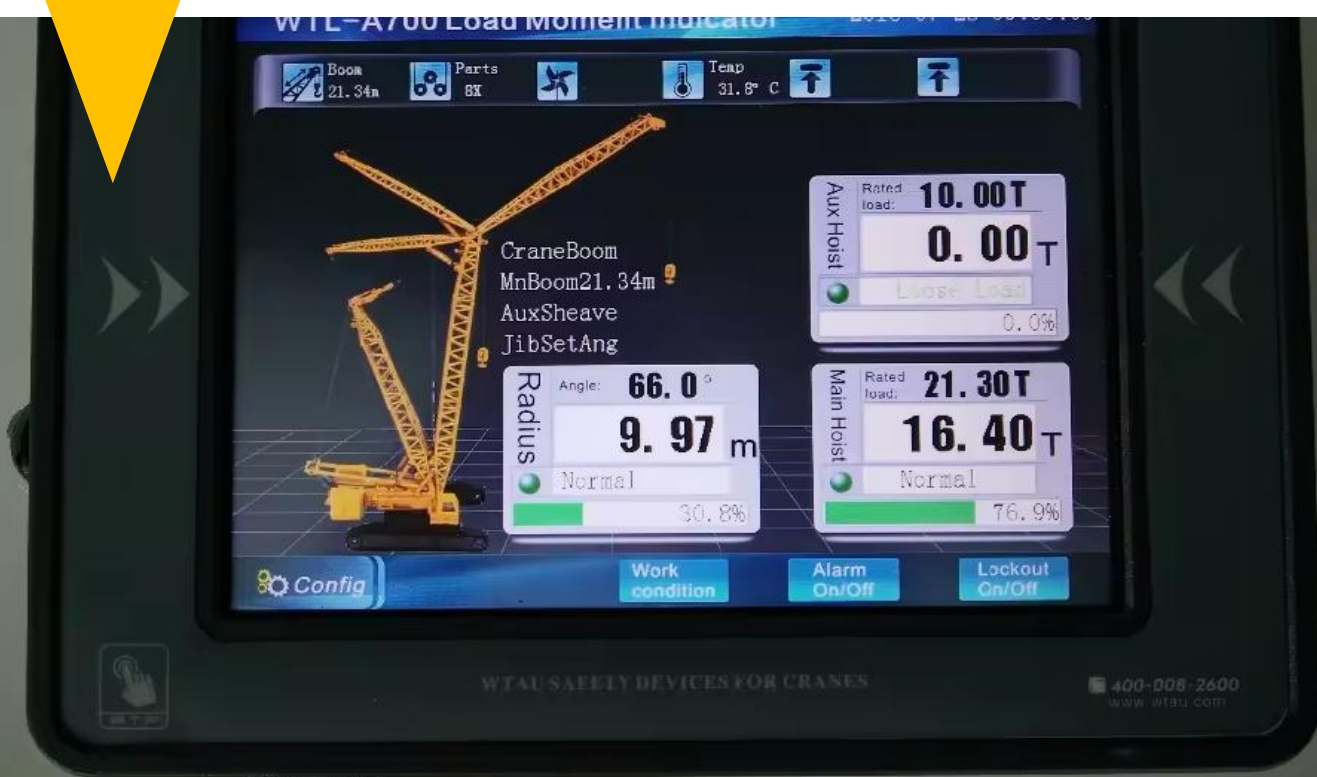 WTL-A700 Load Moment Indicator
Boom
21.34m
Parts
8X
Temp
31.8° C
CraneBoom
MnBoom21.34m
AuxSheave
JibSetAng
Aux Hoist
Rated load: 10.00T
0.00 T
Loose Load
0.0%
Radius
Angle: 66.0°
9.97 m
Normal
30.8%
Main Hoist
Rated load: 21.30T
16.40 T
Normal
76.9%
Config
Work condition
Alarm On/Off
Lockout On/Off
WTAU SAFETY DEVICES FOR CRANES
400-008-2600
www.wtau.com